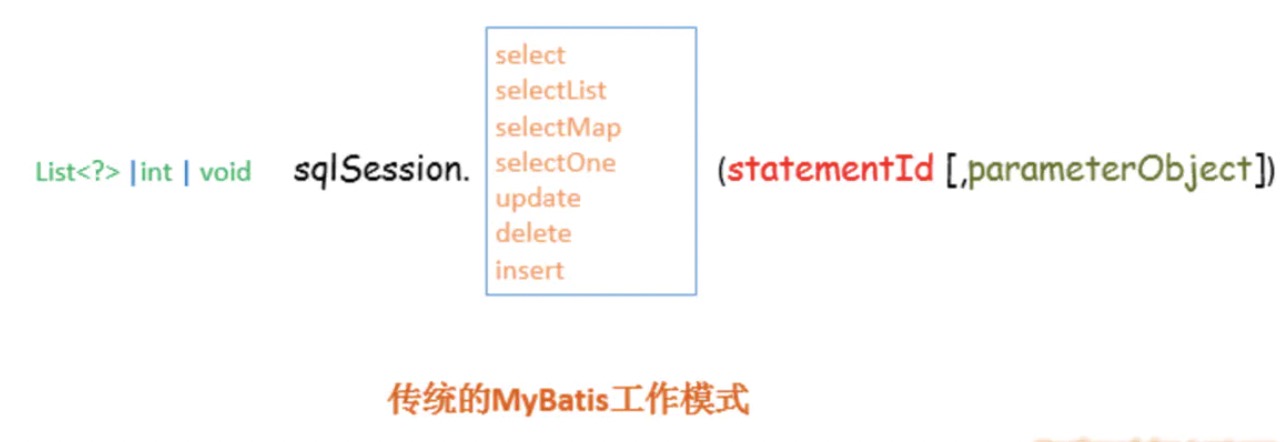 select
selectList
selectMap
List<?> |int | void sqlSession. selectOne (statementId [,parameterObject])
update
delete
insert
传统的MyBatis工作模式